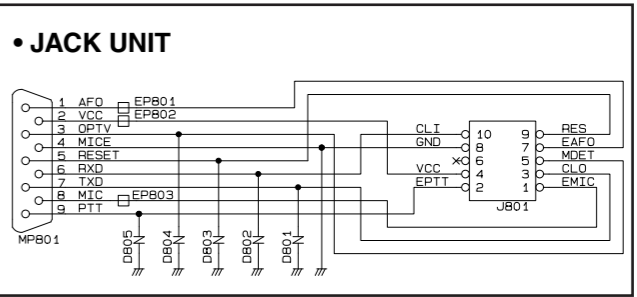 • JACK UNIT
1 AFO EP801
2 VCC EP802
3 OPTV
4 MICE
5 RESET
6 RXD
7 TXD
8 MIC EP803
9 PTT
MP801
D805
D804
D803
D802
D801
CLI 10 9 RES
GND 8 7 EAFO
6 5 MDET
VCC 4 3 CLO
EPTT 2 1 EMIC
J801